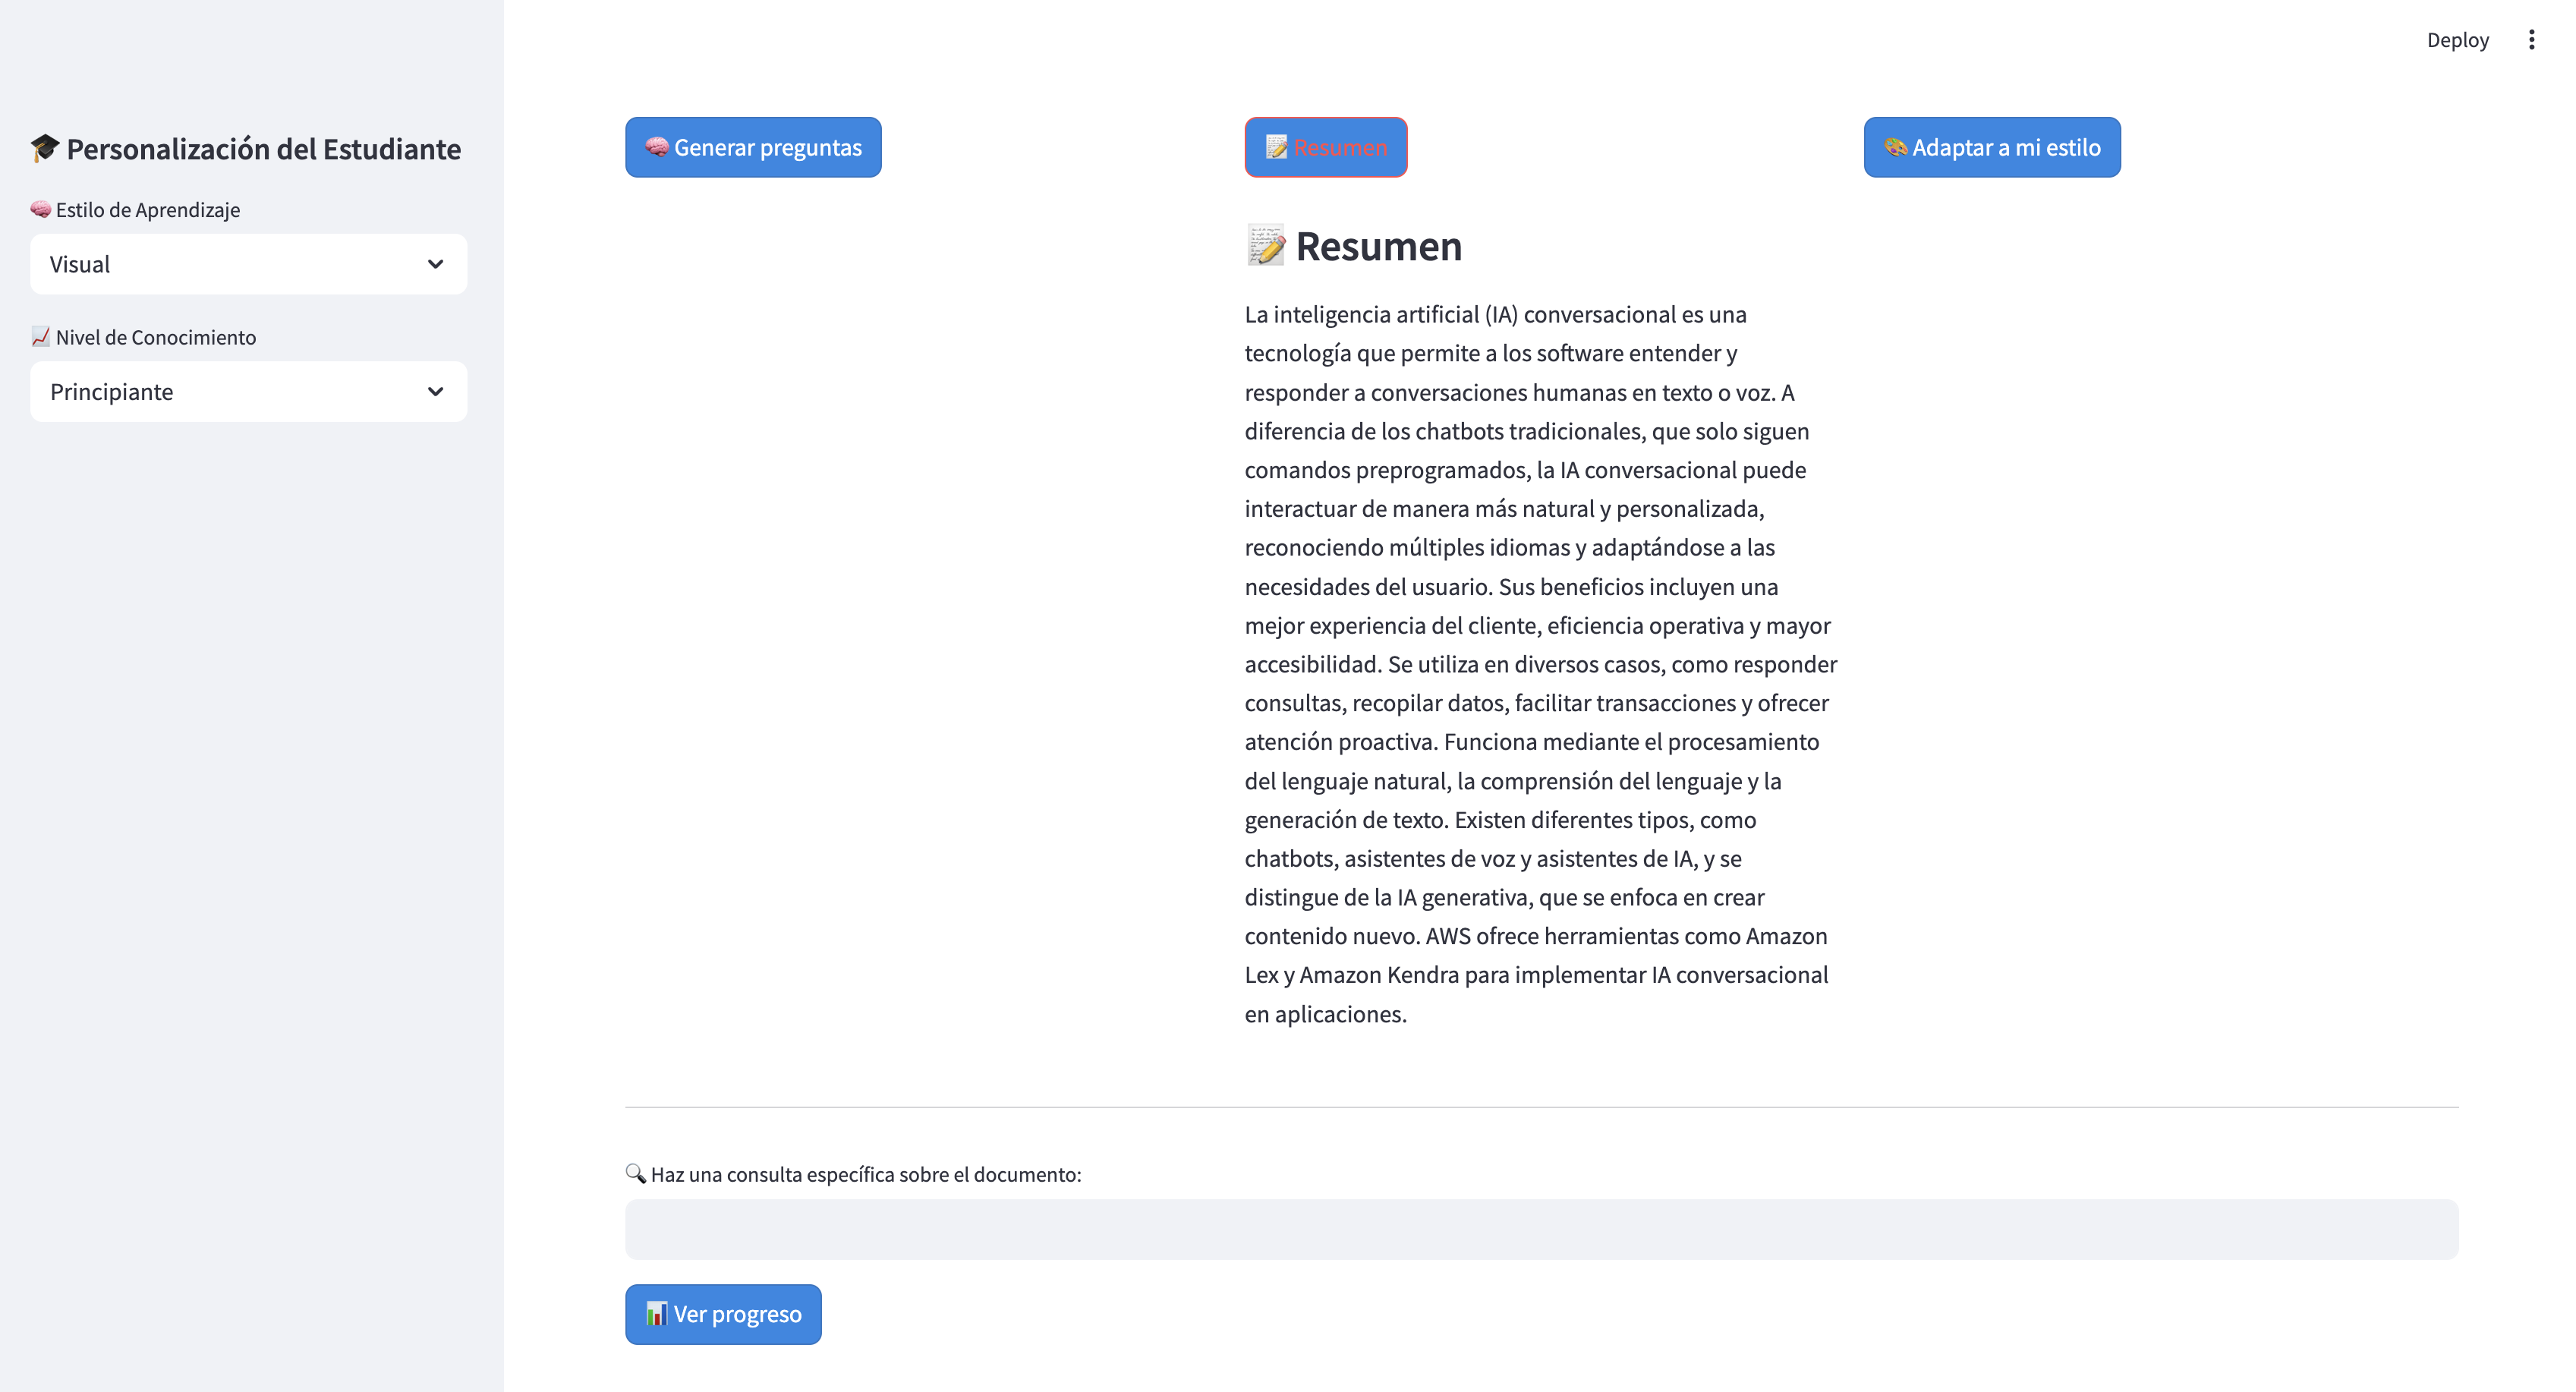 Deploy
🎓 Personalización del Estudiante
🧠 Estilo de Aprendizaje
Visual
📈 Nivel de Conocimiento
Principiante
🧠 Generar preguntas
📝 Resumen
🎨 Adaptar a mi estilo
📝 Resumen
La inteligencia artificial (IA) conversacional es una
tecnología que permite a los software entender y
responder a conversaciones humanas en texto o voz. A
diferencia de los chatbots tradicionales, que solo siguen
comandos preprogramados, la IA conversacional puede
interactuar de manera más natural y personalizada,
reconociendo múltiples idiomas y adaptándose a las
necesidades del usuario. Sus beneficios incluyen una
mejor experiencia del cliente, eficiencia operativa y mayor
accesibilidad. Se utiliza en diversos casos, como responder
consultas, recopilar datos, facilitar transacciones y ofrecer
atención proactiva. Funciona mediante el procesamiento
del lenguaje natural, la comprensión del lenguaje y la
generación de texto. Existen diferentes tipos, como
chatbots, asistentes de voz y asistentes de IA, y se
distingue de la IA generativa, que se enfoca en crear
contenido nuevo. AWS ofrece herramientas como Amazon
Lex y Amazon Kendra para implementar IA conversacional
en aplicaciones.
🔍 Haz una consulta específica sobre el documento:
📊 Ver progreso